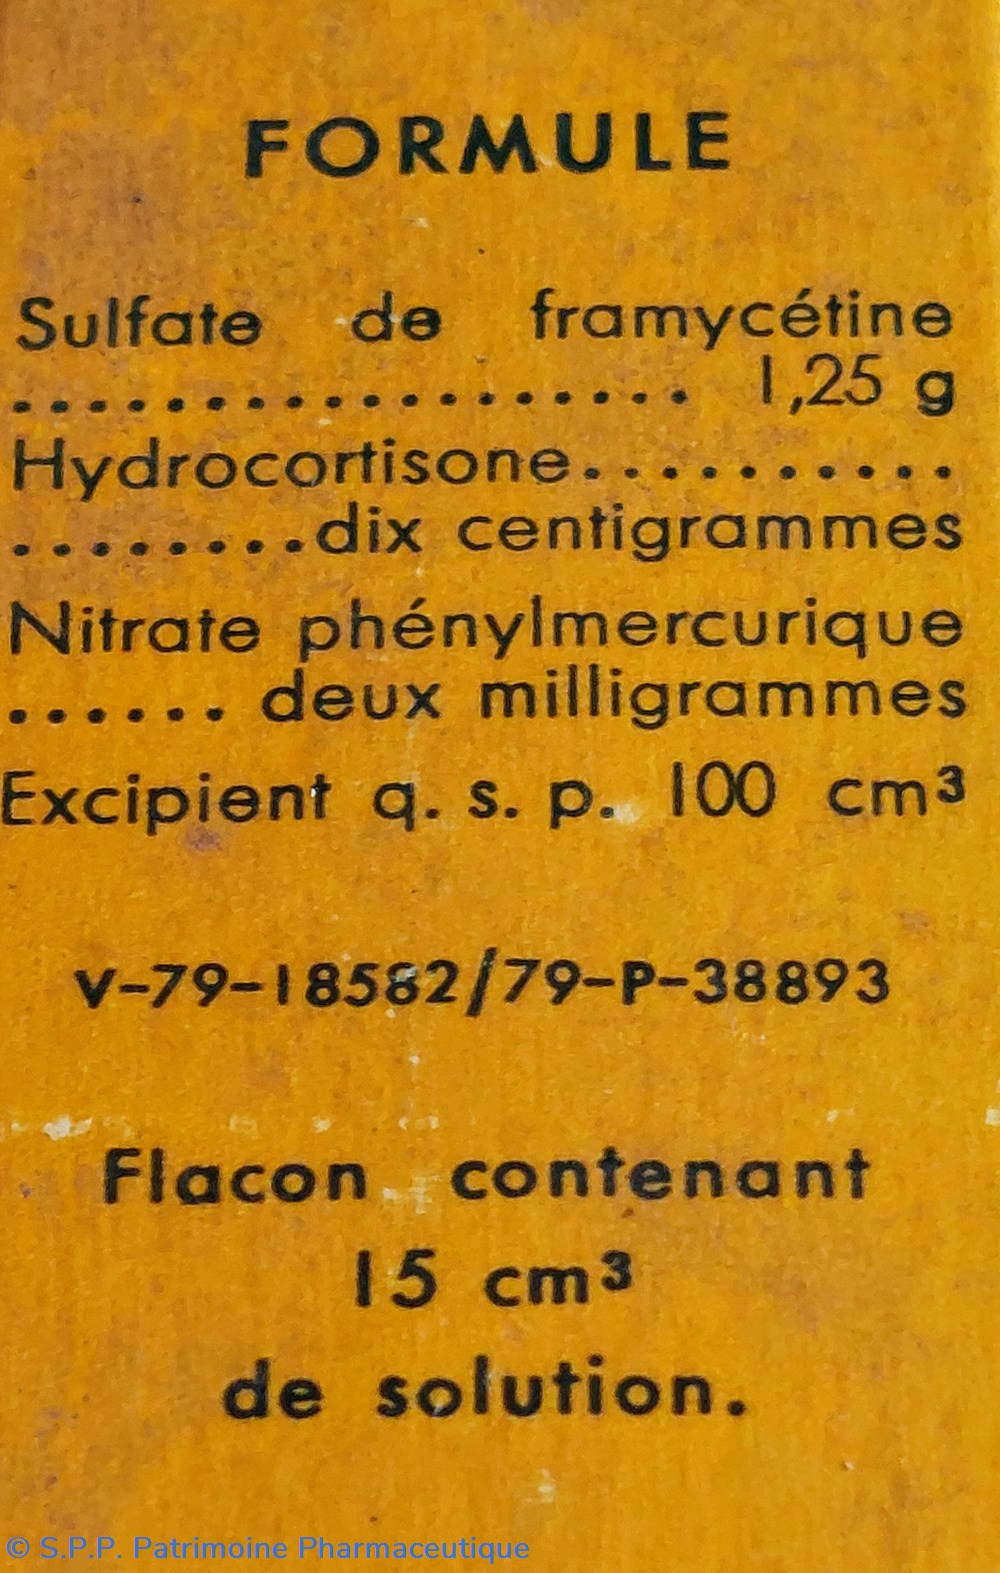 FORMULE
Sulfate de framycétine
................. 1,25 g
Hydrocortisone..........
........dix centigrammes
Nitrate phénylmercurique
...... deux milligrammes
Excipient q. s. p. 100 cm³
V-79-18582/79-P-38893
Flacon contenant
15 cm³
de solution.
© S.P.P. Patrimoine Pharmaceutique